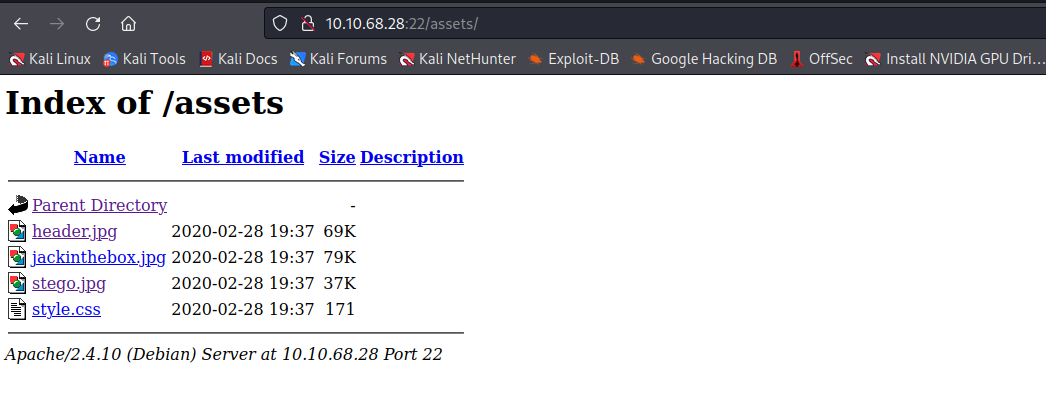 10.10.68.28:22/assets/
Kali Linux Kali Tools Kali Docs Kali Forums Kali NetHunter Exploit-DB Google Hacking DB OffSec Install NVIDIA GPU Dri...
Index of /assets
Name Last modified Size Description
Parent Directory -
header.jpg 2020-02-28 19:37 69K
jackinthebox.jpg 2020-02-28 19:37 79K
stego.jpg 2020-02-28 19:37 37K
style.css 2020-02-28 19:37 171
Apache/2.4.10 (Debian) Server at 10.10.68.28 Port 22